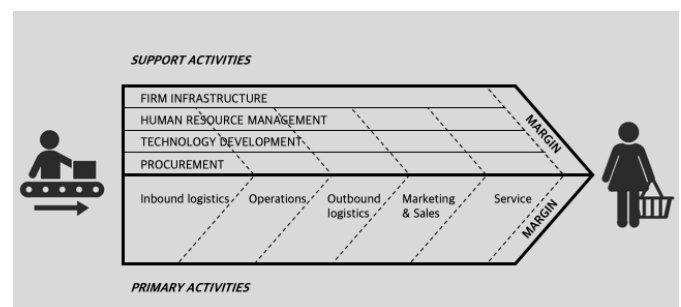 SUPPORT ACTIVITIES
FIRM INFRASTRUCTURE
HUMAN RESOURCE MANAGEMENT
TECHNOLOGY DEVELOPMENT
PROCUREMENT
MARGIN
Inbound logistics
Operations
Outbound
logistics
Marketing
& Sales
Service
MARGIN
PRIMARY ACTIVITIES